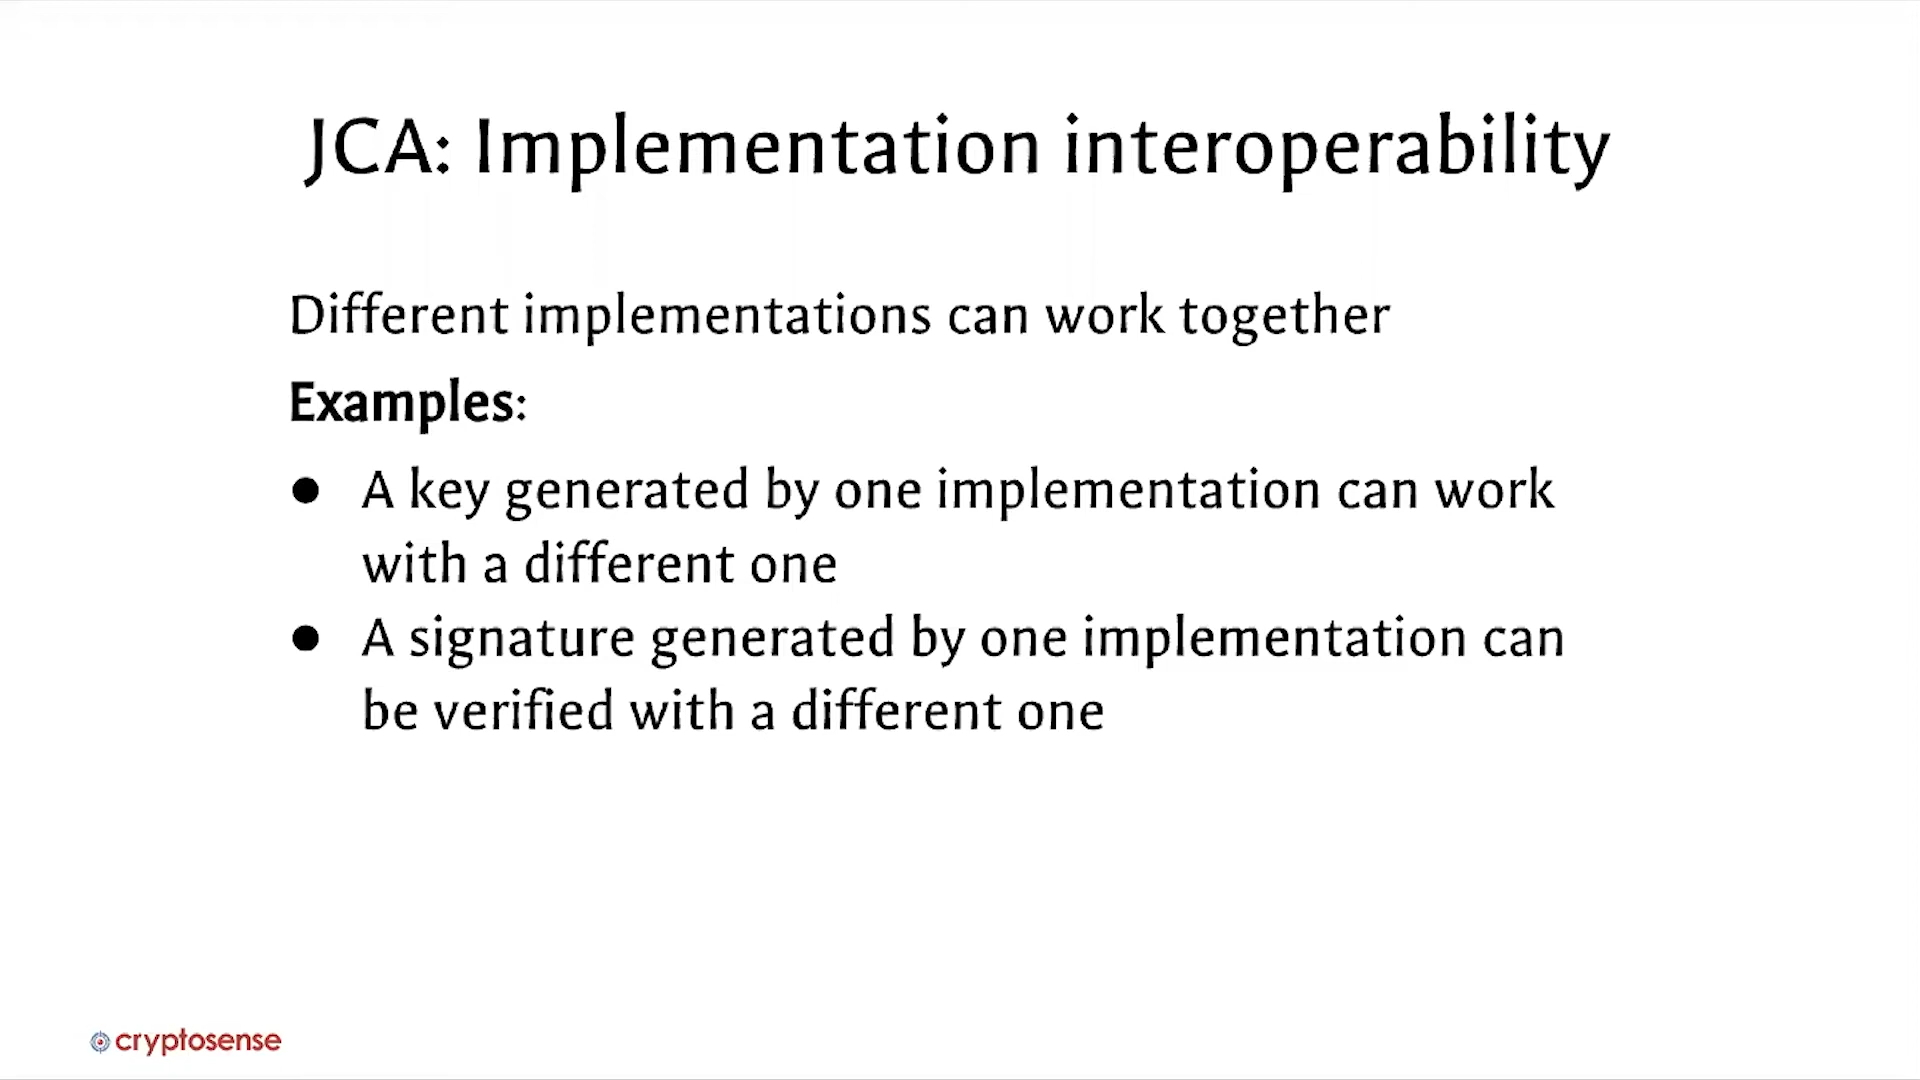 JCA: Implementation interoperability
Different implementations can work together
Examples:
● A key generated by one implementation can work
with a different one
● A signature generated by one implementation can
be verified with a different one
cryptosense